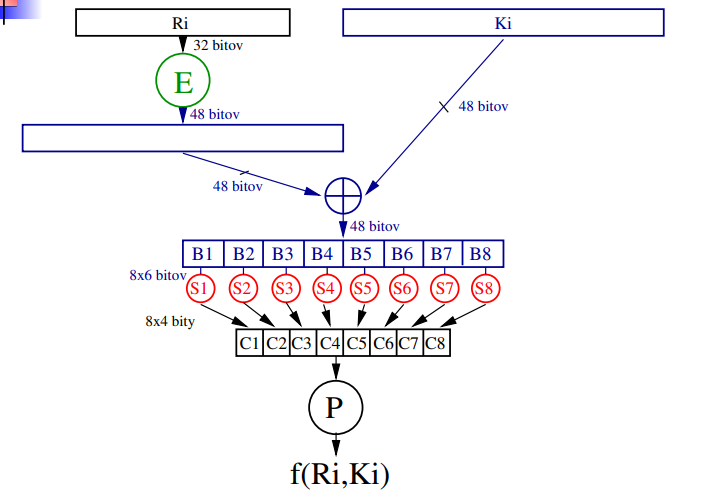 Ri Ki
32 bitov
E
48 bitov 48 bitov
48 bitov
48 bitov
B1 B2 B3 B4 B5 B6 B7 B8
8x6 bitov
S1 S2 S3 S4 S5 S6 S7 S8
8x4 bity
C1 C2 C3 C4 C5 C6 C7 C8
P
f(Ri,Ki)